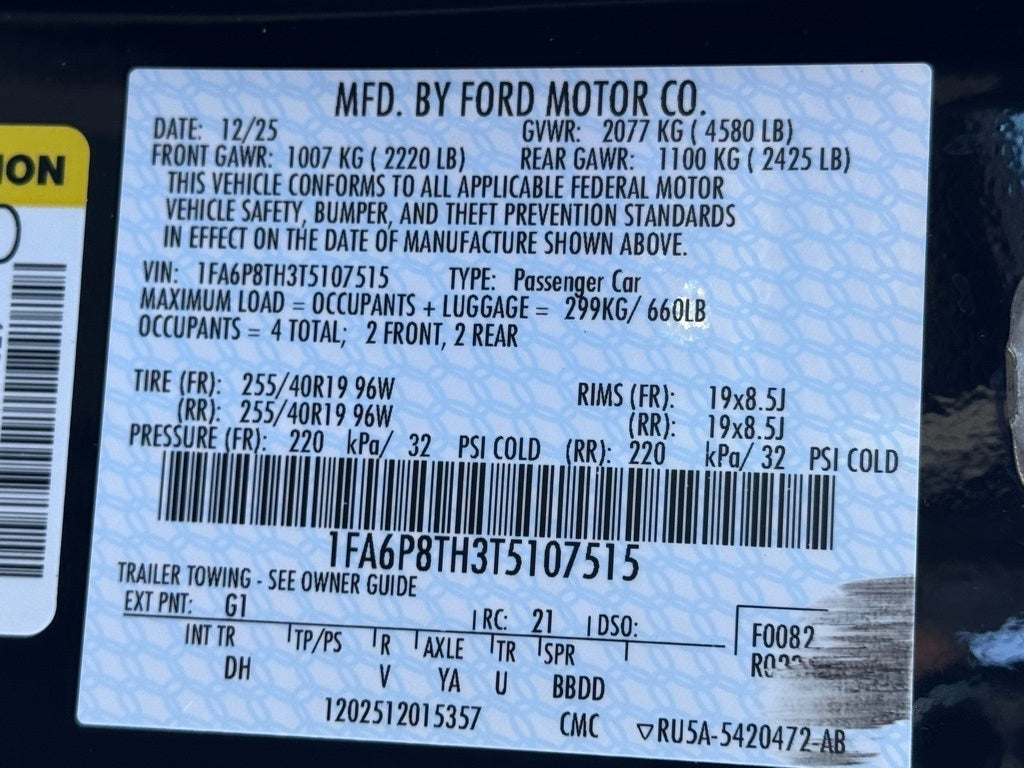 ION
MFD. BY FORD MOTOR CO.
DATE: 12/25 GVWR: 2077 KG ( 4580 LB)
FRONT GAWR: 1007 KG ( 2220 LB) REAR GAWR: 1100 KG ( 2425 LB)
THIS VEHICLE CONFORMS TO ALL APPLICABLE FEDERAL MOTOR
VEHICLE SAFETY, BUMPER, AND THEFT PREVENTION STANDARDS
IN EFFECT ON THE DATE OF MANUFACTURE SHOWN ABOVE.
VIN: 1FA6P8TH3T5107515 TYPE: Passenger Car
MAXIMUM LOAD = OCCUPANTS + LUGGAGE = 299KG/ 660LB
OCCUPANTS = 4 TOTAL; 2 FRONT, 2 REAR
TIRE (FR): 255/40R19 96W RIMS (FR): 19x8.5J
(RR): 255/40R19 96W (RR): 19x8.5J
PRESSURE (FR): 220 kPa/ 32 PSI COLD (RR): 220 kPa/ 32 PSI COLD
1FA6P8TH3T5107515
TRAILER TOWING - SEE OWNER GUIDE
EXT PNT: G1 RC: 21 DSO: F0082
INT TR TP/PS R AXLE TR SPR
DH V YA U BBDD
1202512015357 CMC ▽RU5A-5420472-AB